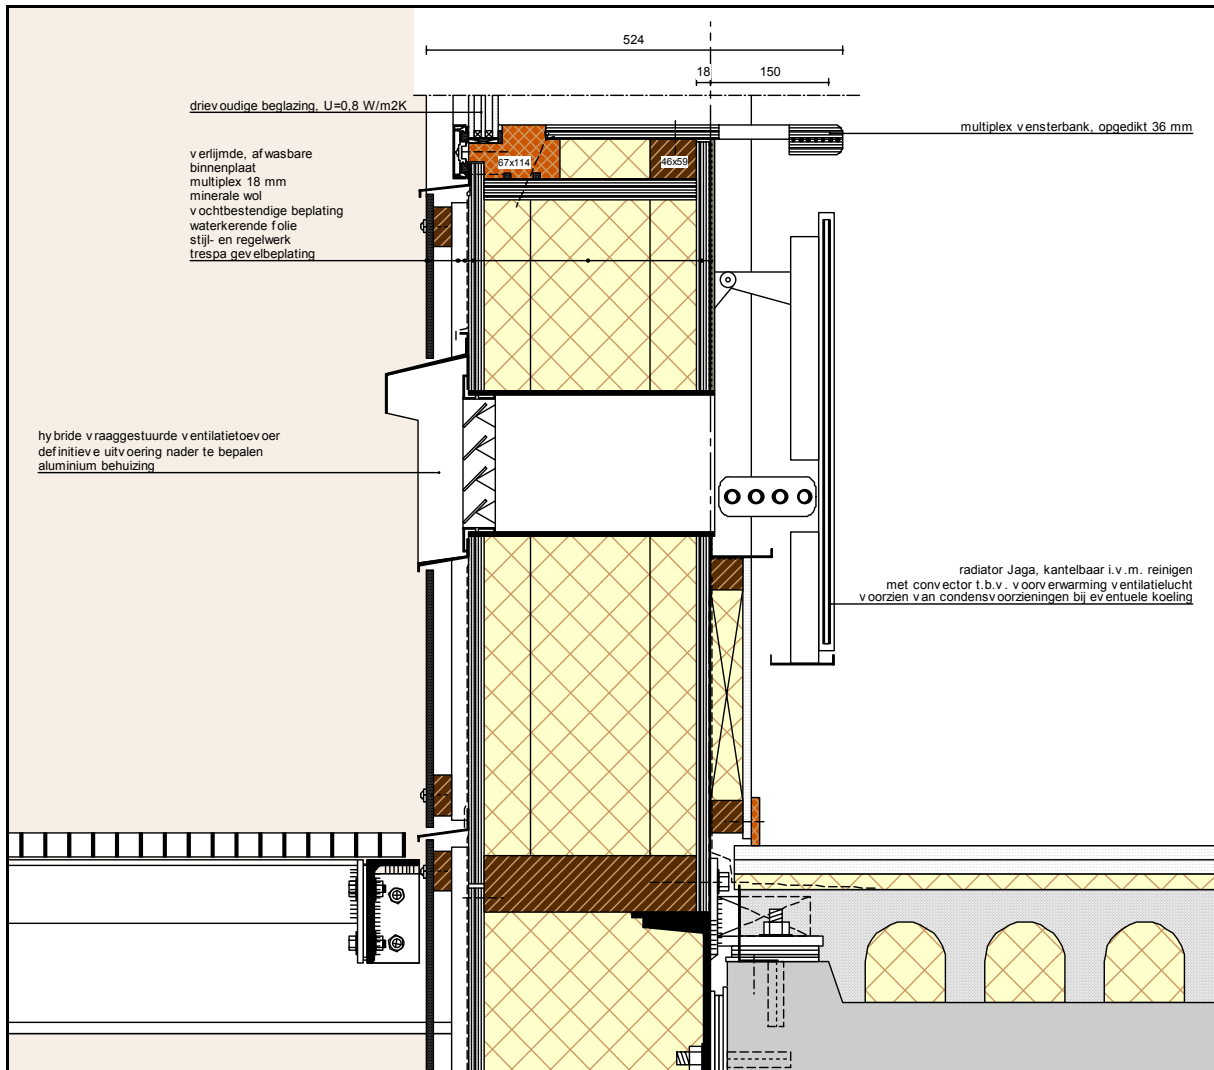 524
18
150
drievoudige beglazing, U=0,8 W/m2K
multiplex vensterbank, opgedikt 36 mm
verlijmde, afwasbare
binnenplaat
multiplex 18 mm
minerale wol
vochtbestendige beplating
waterkerende folie
stijl- en regelwerk
trespa gevelbeplating
67x114
46x59
hybride vraaggestuurde ventilatietoevoer
definitieve uitvoering nader te bepalen
aluminium behuizing
radiator Jaga, kantelbaar i.v.m. reinigen
met convector t.b.v. voorverwarming ventilatielucht
voorzien van condensvoorzieningen bij eventuele koeling